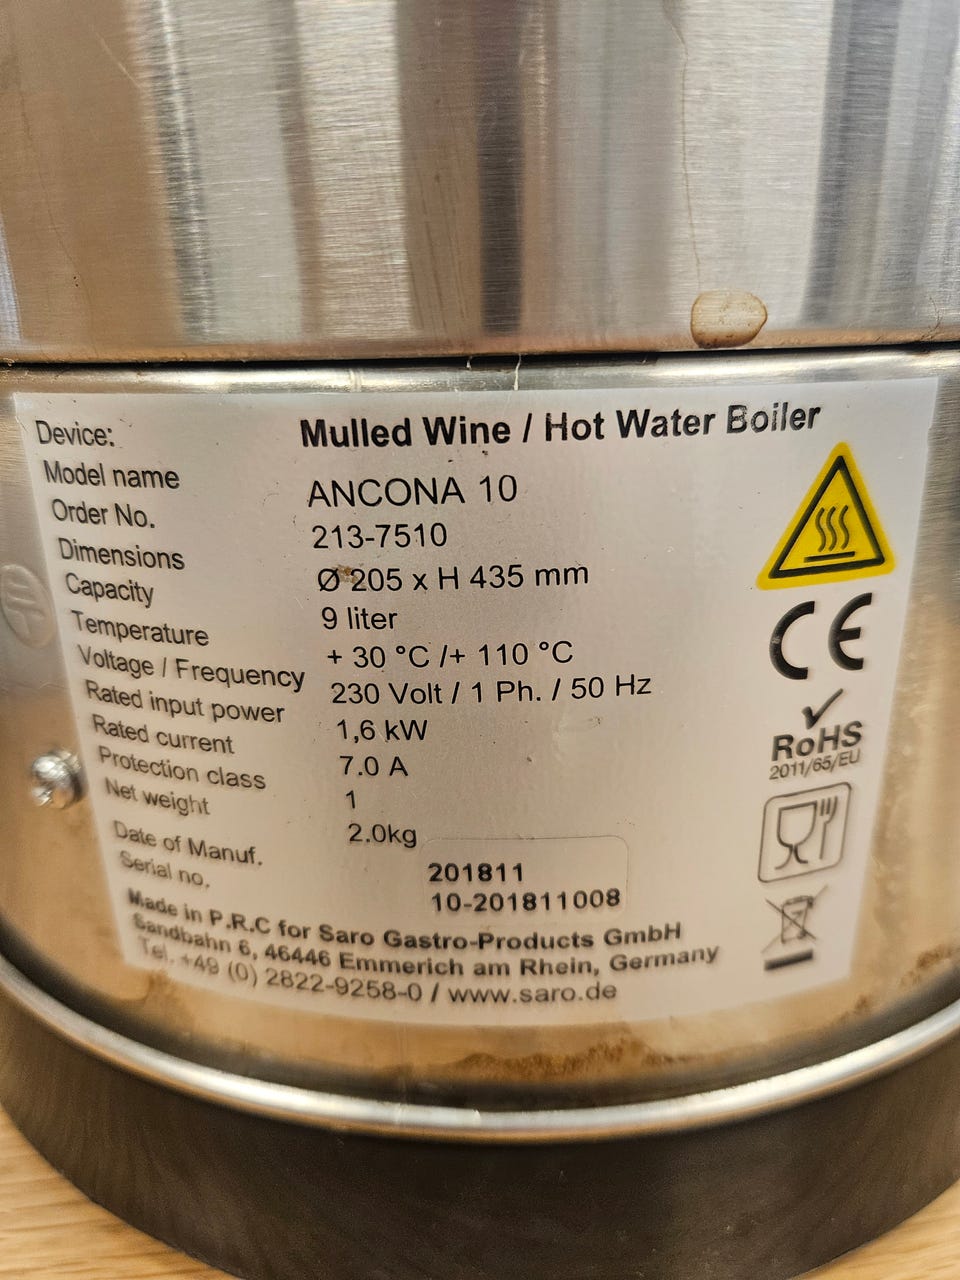 Device: Mulled Wine / Hot Water Boiler
Model name ANCONA 10
Order No. 213-7510
Dimensions Ø 205 x H 435 mm
Capacity 9 liter
Temperature + 30 °C /+ 110 °C
Voltage / Frequency 230 Volt / 1 Ph. / 50 Hz
Rated input power 1,6 kW
Rated current 7.0 A
Protection class 1
Net weight 2.0kg
Date of Manuf. 201811
Serial no. 10-201811008
Made in P.R.C for Saro Gastro-Products GmbH
Sandbahn 6, 46446 Emmerich am Rhein, Germany
Tel. +49 (0) 2822-9258-0 / www.saro.de
CE
RoHS
2011/65/EU